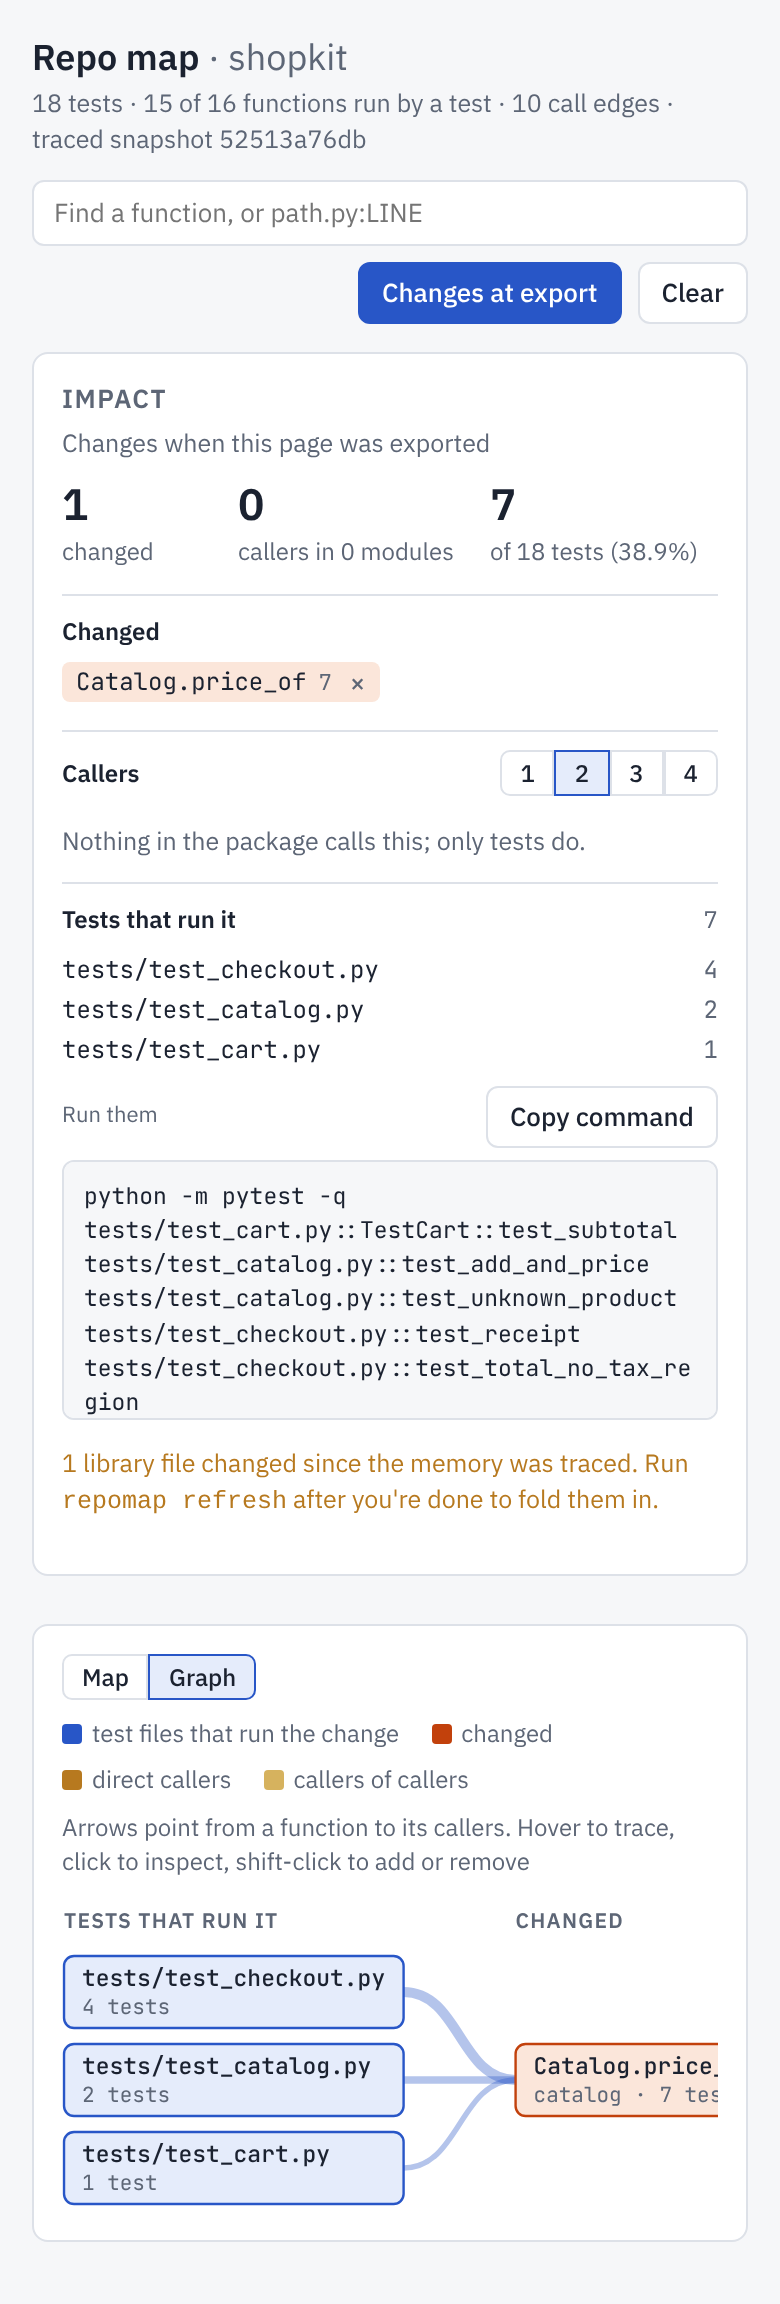 Repo map · shopkit
18 tests · 15 of 16 functions run by a test · 10 call edges ·
traced snapshot 52513a76db
Find a function, or path.py:LINE
Changes at export
Clear
IMPACT
Changes when this page was exported
1 0 7
changed callers in 0 modules of 18 tests (38.9%)
Changed
Catalog.price_of 7 ×
Callers 1 2 3 4
Nothing in the package calls this; only tests do.
Tests that run it 7
tests/test_checkout.py 4
tests/test_catalog.py 2
tests/test_cart.py 1
Run them
Copy command
python -m pytest -q
tests/test_cart.py::TestCart::test_subtotal
tests/test_catalog.py::test_add_and_price
tests/test_catalog.py::test_unknown_product
tests/test_checkout.py::test_receipt
tests/test_checkout.py::test_total_no_tax_re
gion
1 library file changed since the memory was traced. Run
repomap refresh after you're done to fold them in.
Map Graph
test files that run the change changed
direct callers callers of callers
Arrows point from a function to its callers. Hover to trace,
click to inspect, shift-click to add or remove
TESTS THAT RUN IT CHANGED
tests/test_checkout.py
4 tests
tests/test_catalog.py
2 tests
Catalog.price_
catalog · 7 tes
tests/test_cart.py
1 test